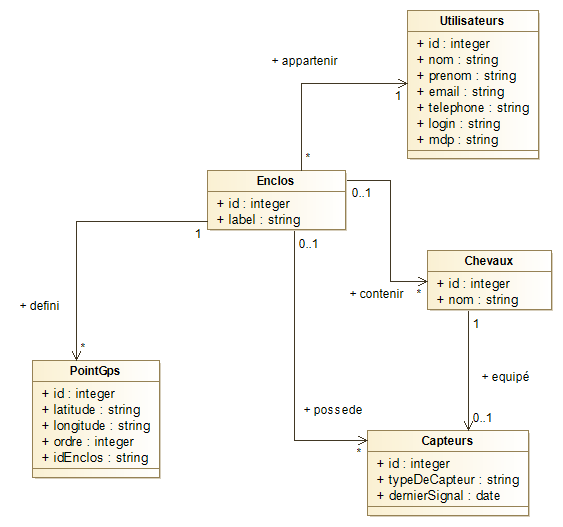 Utilisateurs
+ id : integer
+ nom : string
+ prenom : string
+ email : string
+ telephone : string
+ login : string
+ mdp : string
+ appartenir
1
*
Enclos
+ id : integer
+ label : string
0..1
1
0..1
Chevaux
+ id : integer
+ nom : string
+ contenir
*
+ defini
*
1
PointGps
+ id : integer
+ latitude : string
+ longitude : string
+ ordre : integer
+ idEnclos : string
+ equipé
+ possede
0..1
*
Capteurs
+ id : integer
+ typeDeCapteur : string
+ dernierSignal : date